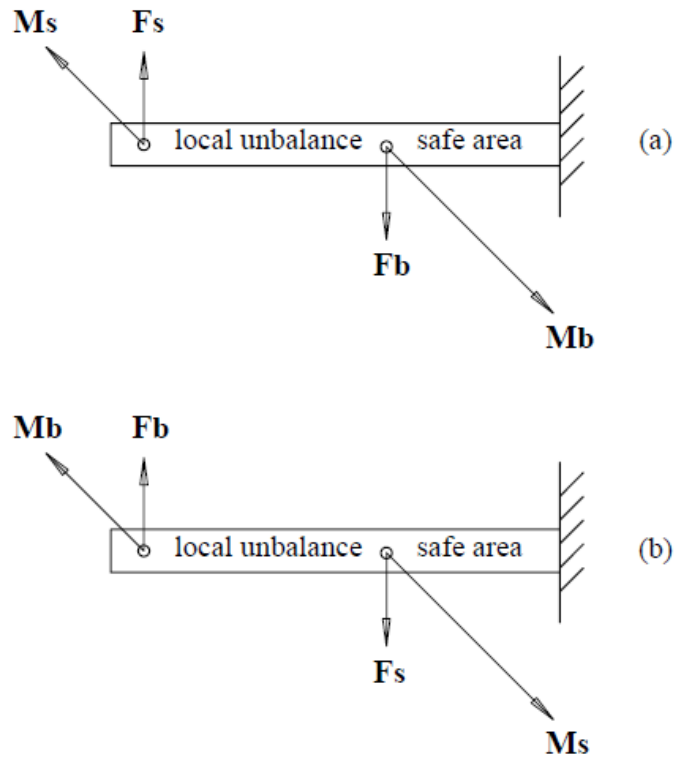 Ms Fs
local unbalance safe area (a)
Fb
Mb
Mb Fb
local unbalance safe area (b)
Fs
Ms